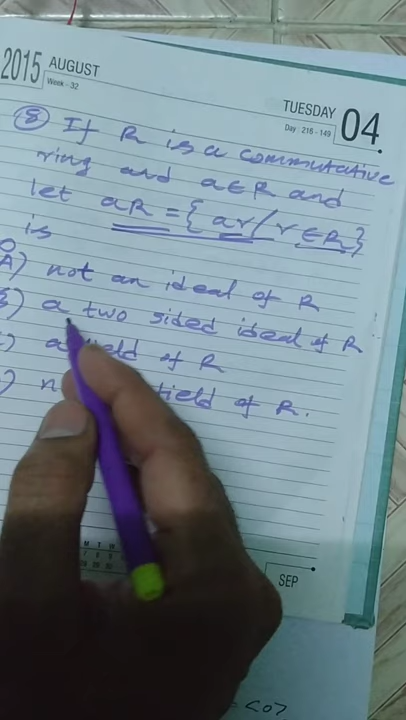 2015 AUGUST
Week - 32
TUESDAY 04
Day : 216 - 149
(8) If R is a commutative
ring and a∈R and
let aR = {ar/r ∈R}
is
A) not an ideal of R
B) a two sided ideal of R
) a field of R
) field of R.
SEP